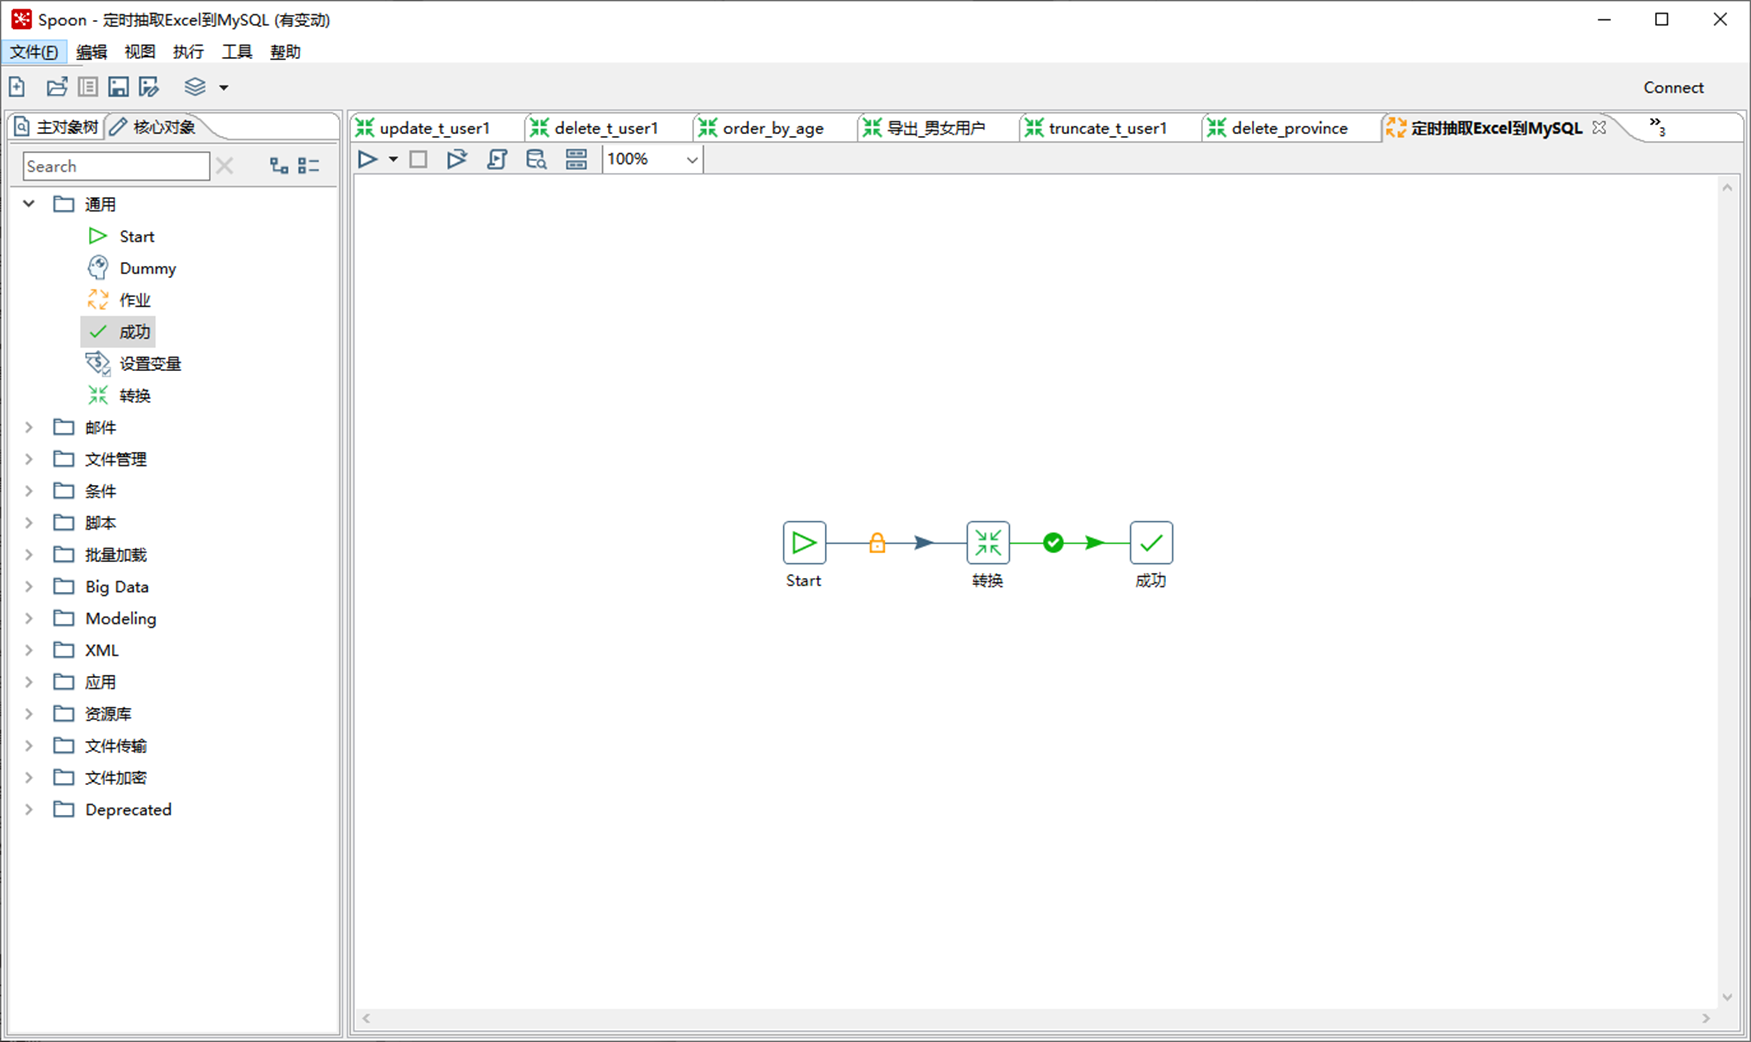 Spoon - 定时抽取Excel到MySQL (有变动)
文件(F) 编辑 视图 执行 工具 帮助
Connect
主对象树 核心对象
update_t_user1 delete_t_user1 order_by_age 导出_男女用户 truncate_t_user1 delete_province 定时抽取Excel到MySQL »3
Search
100%
通用
Start
Dummy
作业
成功
设置变量
转换
邮件
文件管理
条件
脚本
批量加载
Big Data
Modeling
XML
应用
资源库
文件传输
文件加密
Deprecated
Start 转换 成功